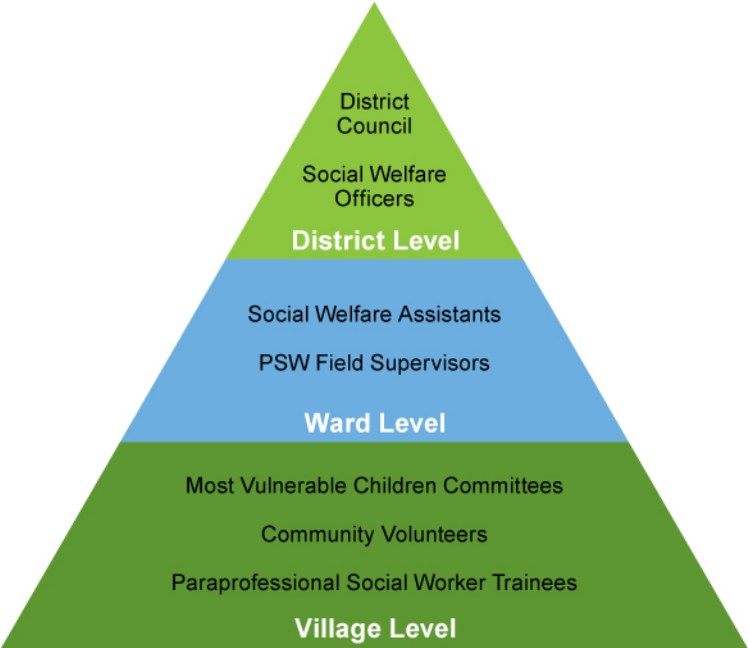 District
Council
Social Welfare
Officers
District Level
Social Welfare Assistants
PSW Field Supervisors
Ward Level
Most Vulnerable Children Committees
Community Volunteers
Paraprofessional Social Worker Trainees
Village Level